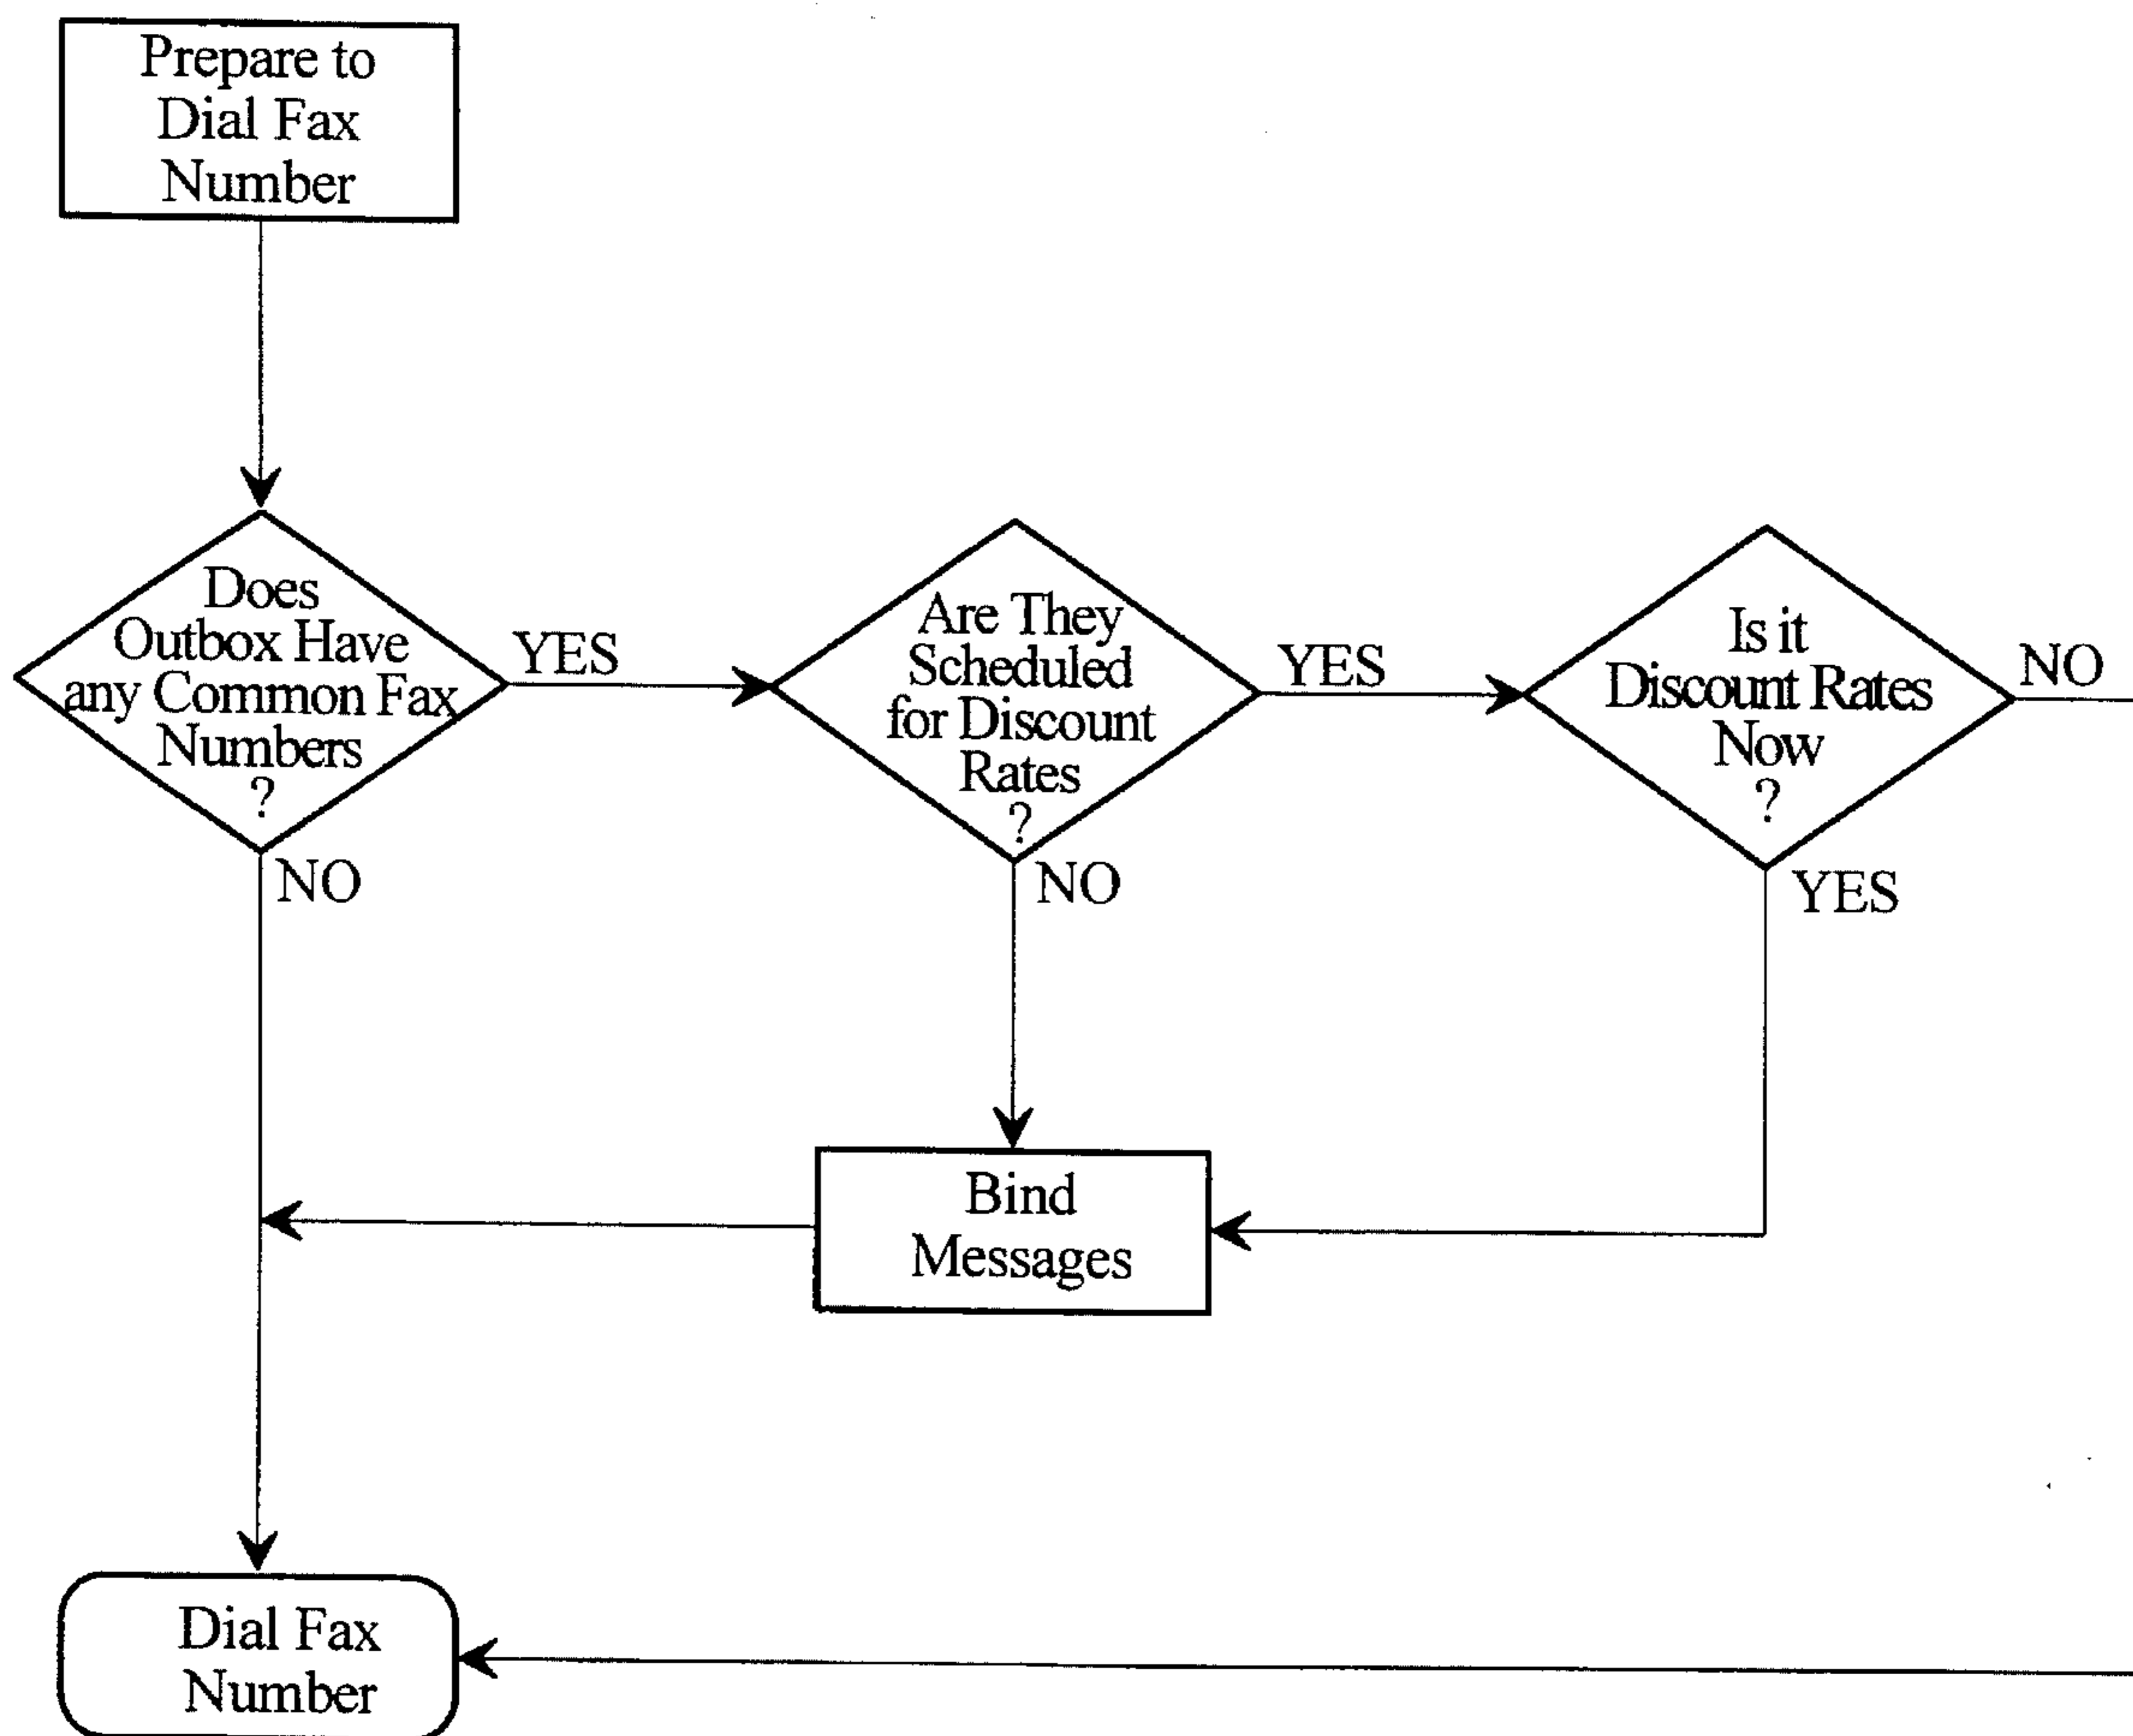 Prepare to
Dial Fax
Number
Does
Outbox Have
any Common Fax
Numbers
?
YES
NO
Are They
Scheduled
for Discount
Rates
?
YES
NO
Is it
Discount Rates
Now
?
NO
YES
Bind
Messages
Dial Fax
Number